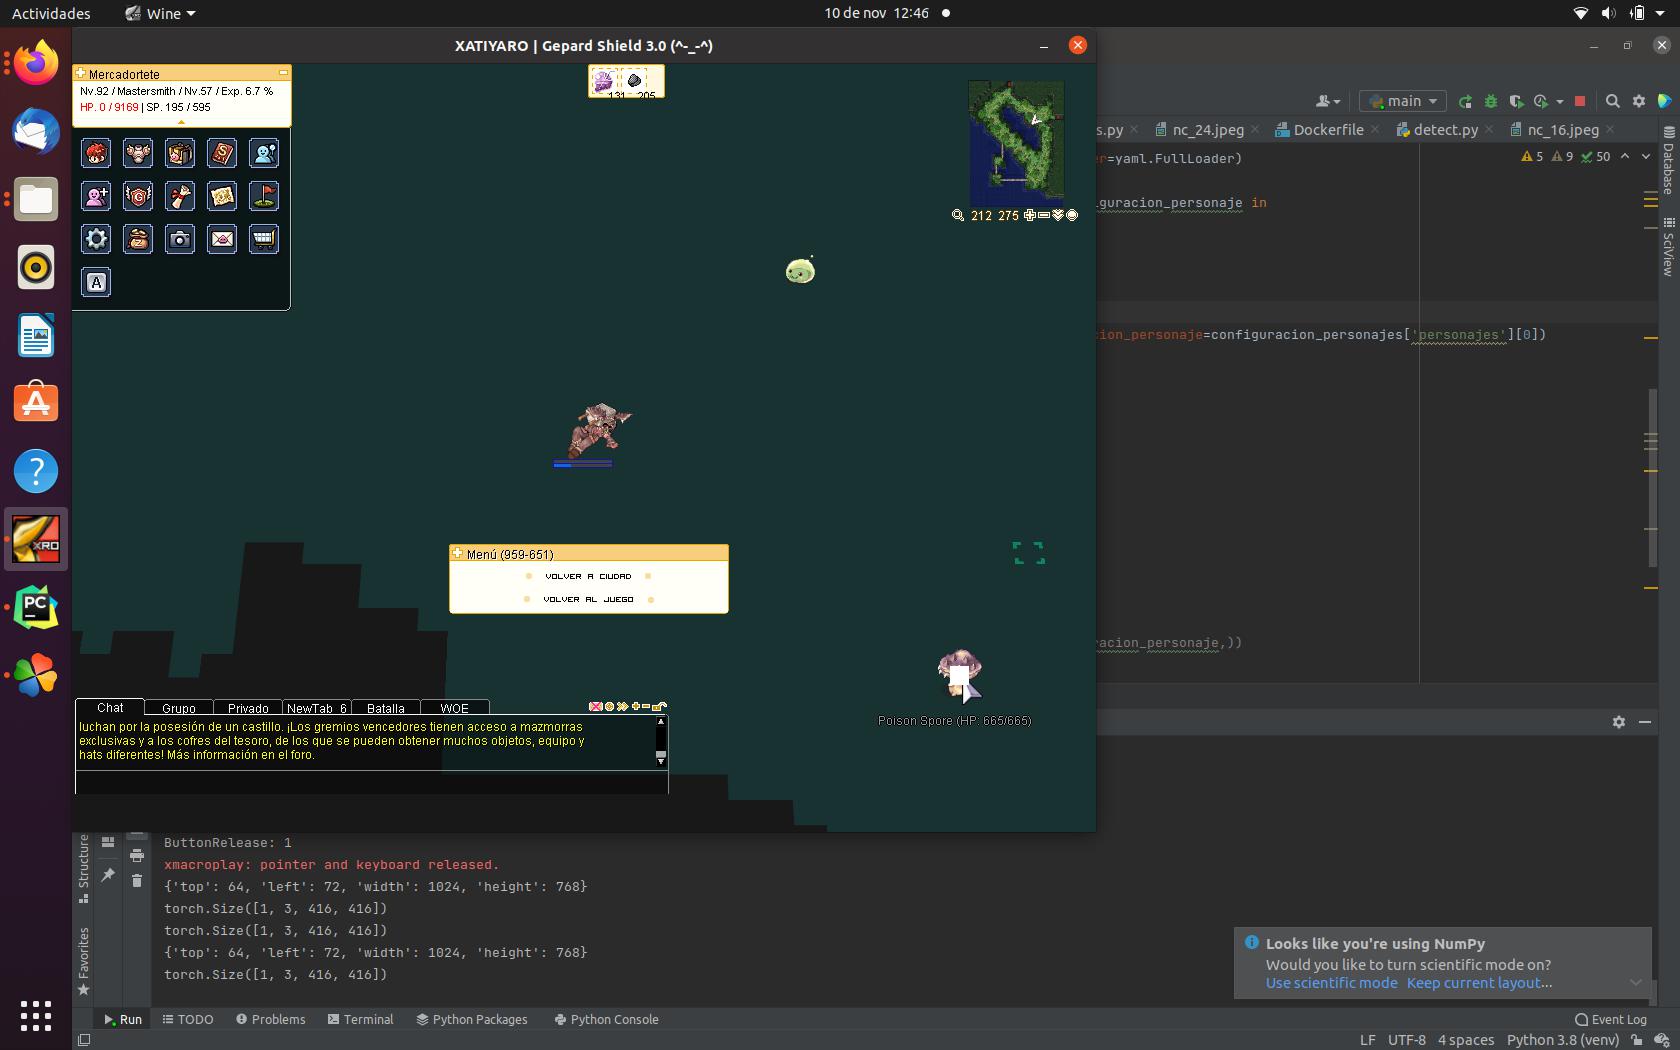 Actividades
Wine
10 de nov 12:46
XATIYARO | Gepard Shield 3.0 (^-_-^)
Mercadortete
Nv.92 / Mastersmith / Nv.57 / Exp. 6.7 %
HP. 0 / 9169 | SP. 195 / 595
131 205
A
212 275
main
s.py
nc_24.jpeg
Dockerfile
detect.py
nc_16.jpeg
er=yaml.FullLoader)
5 9 50
guracion_personaje in
cion_personaje=configuracion_personajes['personajes'][0])
Database
SciView
XRO
PC
Menú (959-651)
VOLVER A CIUDAD
VOLVER AL JUEGO
racion_personaje,))
Poison Spore (HP: 665/665)
Chat
Grupo
Privado
NewTab_6
Batalla
WOE
luchan por la posesión de un castillo. ¡Los gremios vencedores tienen acceso a mazmorras
exclusivas y a los cofres del tesoro, de los que se pueden obtener muchos objetos, equipo y
hats diferentes! Más información en el foro.
Structure
Favorites
ButtonRelease: 1
xmacroplay: pointer and keyboard released.
{'top': 64, 'left': 72, 'width': 1024, 'height': 768}
torch.Size([1, 3, 416, 416])
torch.Size([1, 3, 416, 416])
{'top': 64, 'left': 72, 'width': 1024, 'height': 768}
torch.Size([1, 3, 416, 416])
Looks like you're using NumPy
Would you like to turn scientific mode on?
Use scientific mode Keep current layout...
Run
TODO
Problems
Terminal
Python Packages
Python Console
Event Log
LF UTF-8 4 spaces Python 3.8 (venv)